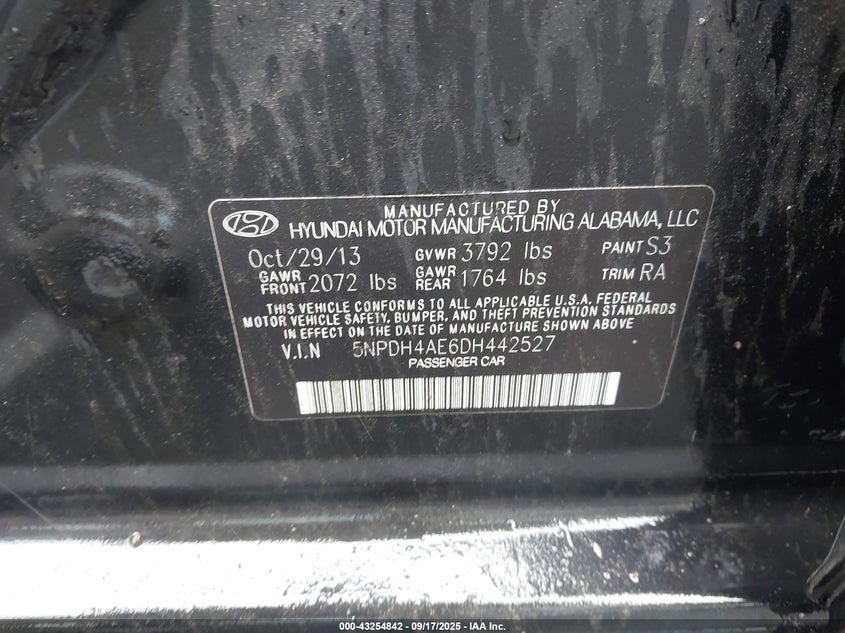 MANUFACTURED BY
HYUNDAI MOTOR MANUFACTURING ALABAMA, LLC
Oct/29/13 GVWR 3792 lbs PAINT S3
GAWR FRONT 2072 lbs GAWR REAR 1764 lbs TRIM RA
THIS VEHICLE CONFORMS TO ALL APPLICABLE U.S.A. FEDERAL
MOTOR VEHICLE SAFETY, BUMPER, AND THEFT PREVENTION STANDARDS
IN EFFECT ON THE DATE OF MANUFACTURE SHOWN ABOVE
V.I.N 5NPDH4AE6DH442527
PASSENGER CAR
000-43254842 - 09/17/2025 - IAA Inc.